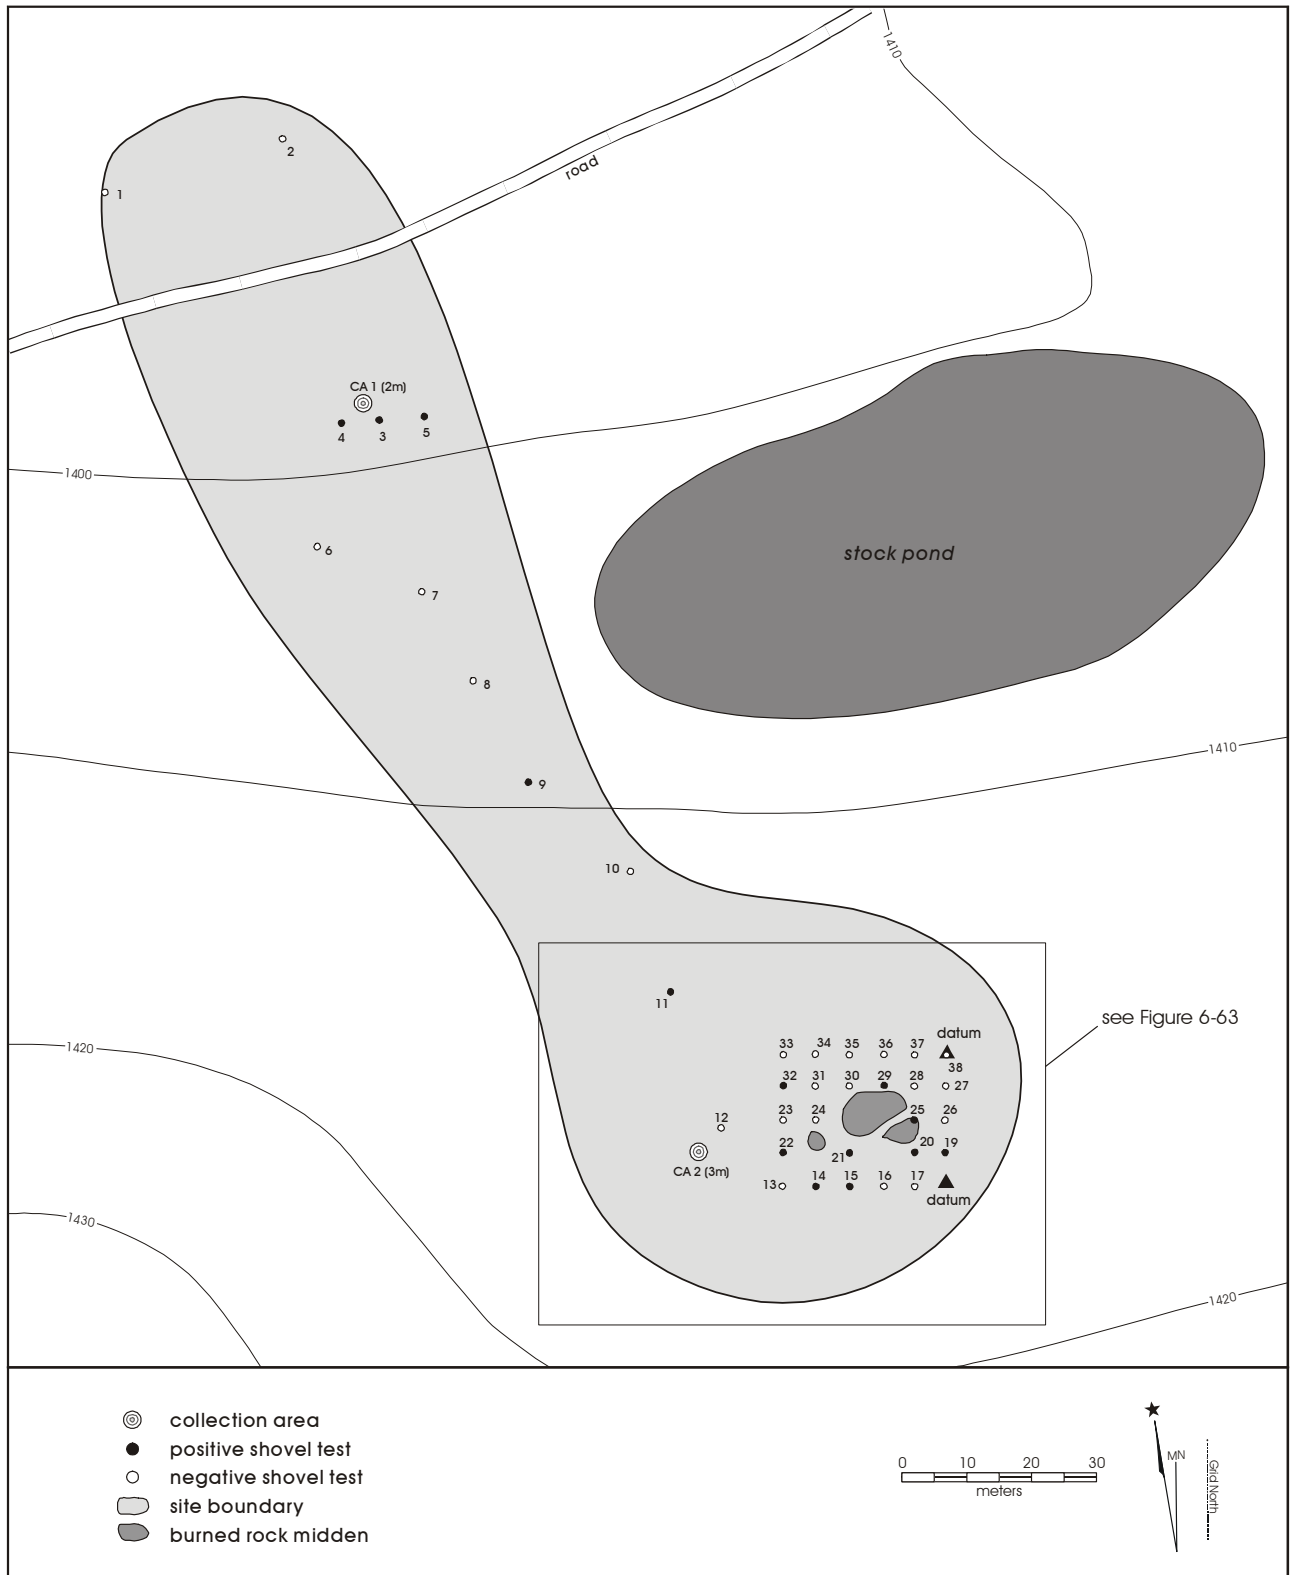 1410
2
1
road
CA 1 (2m)
4
3
5
1400
6
stock pond
7
8
1410
9
10
11
see Figure 6-63
datum
33
34
35
36
37
38
1420
32
31
30
29
28
27
23
24
25
26
12
22
21
20
19
CA 2 (3m)
13
14
15
16
17
datum
1430
1420
collection area
positive shovel test
negative shovel test
site boundary
burned rock midden
0 10 20 30
meters
MN
Grid North